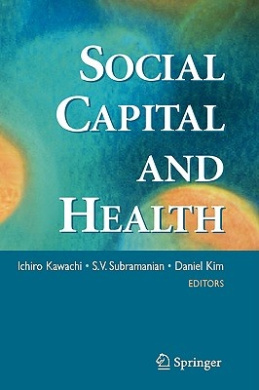 SOCIAL
CAPITAL
AND
HEALTH
Ichiro Kawachi • S.V. Subramanian • Daniel Kim
EDITORS
Springer